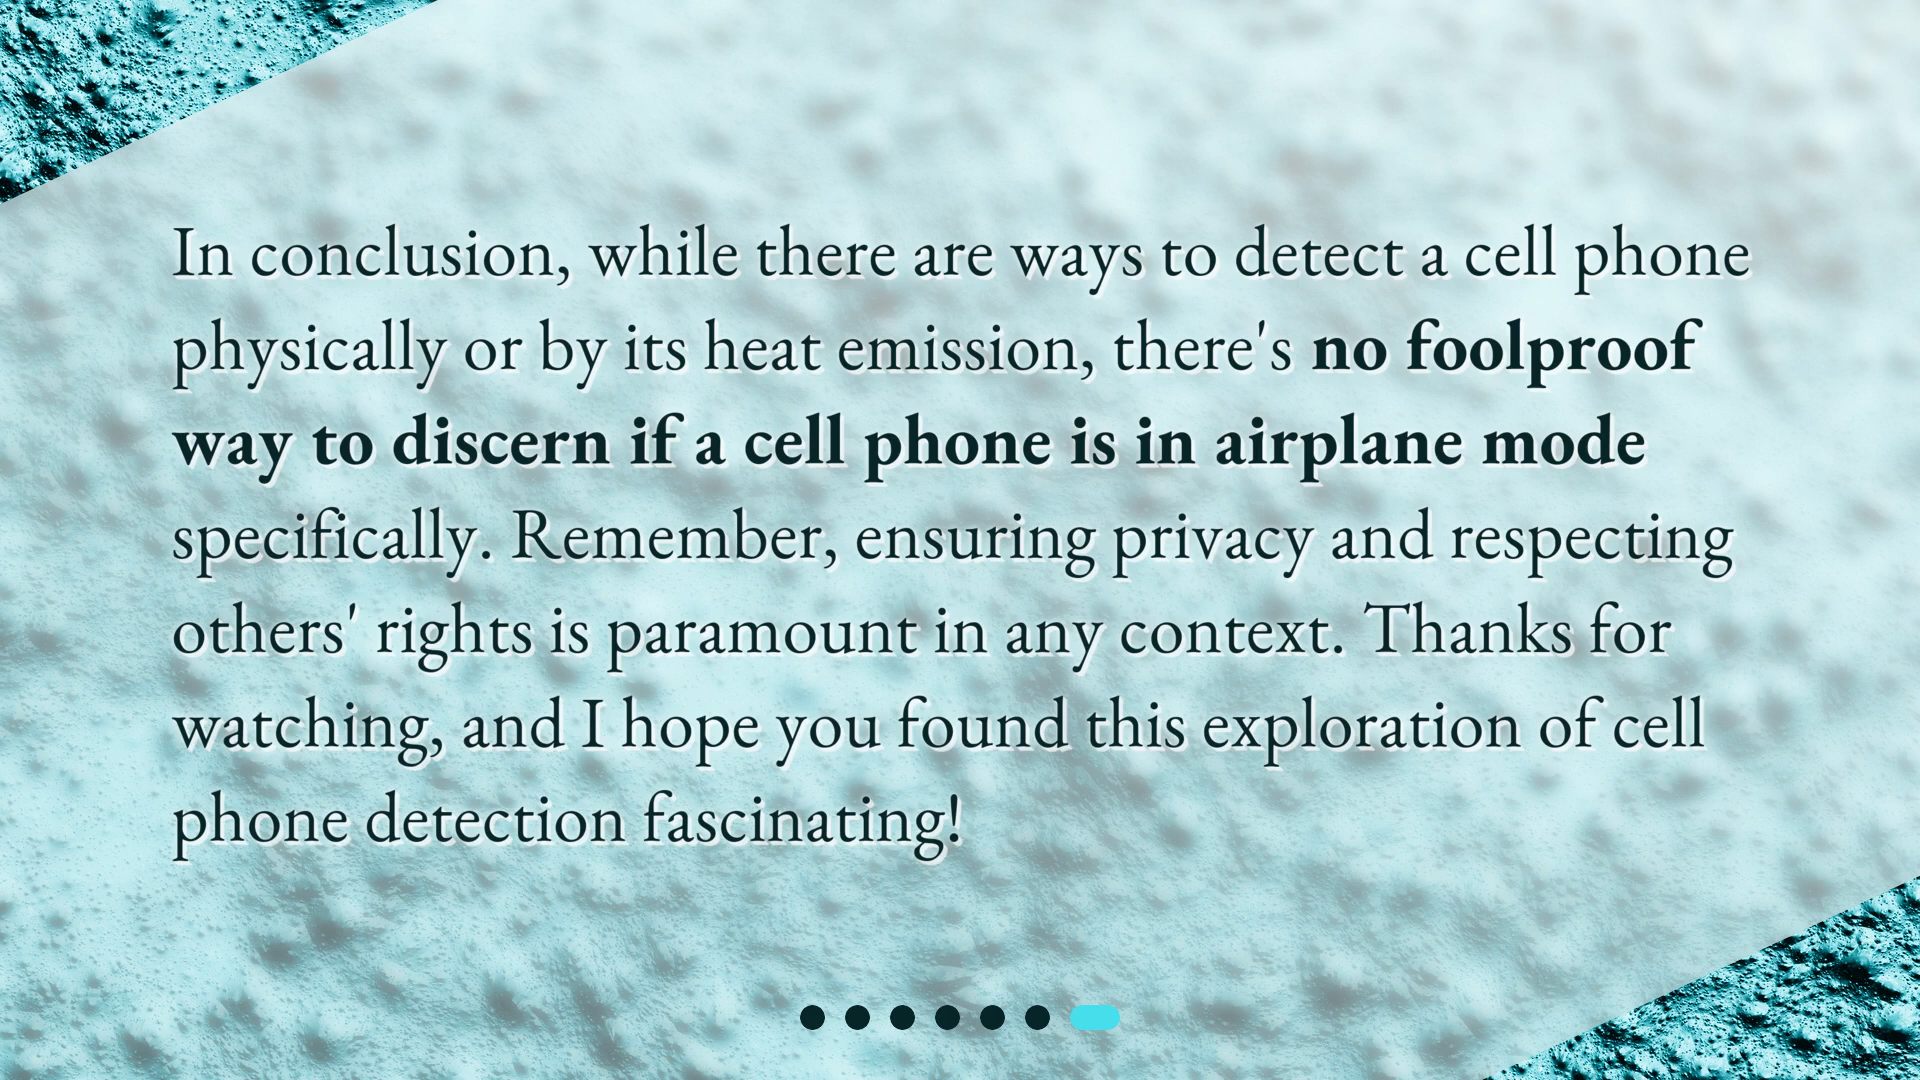 In conclusion, while there are ways to detect a cell phone
physically or by its heat emission, there's no foolproof
way to discern if a cell phone is in airplane mode
specifically. Remember, ensuring privacy and respecting
others' rights is paramount in any context. Thanks for
watching, and I hope you found this exploration of cell
phone detection fascinating!